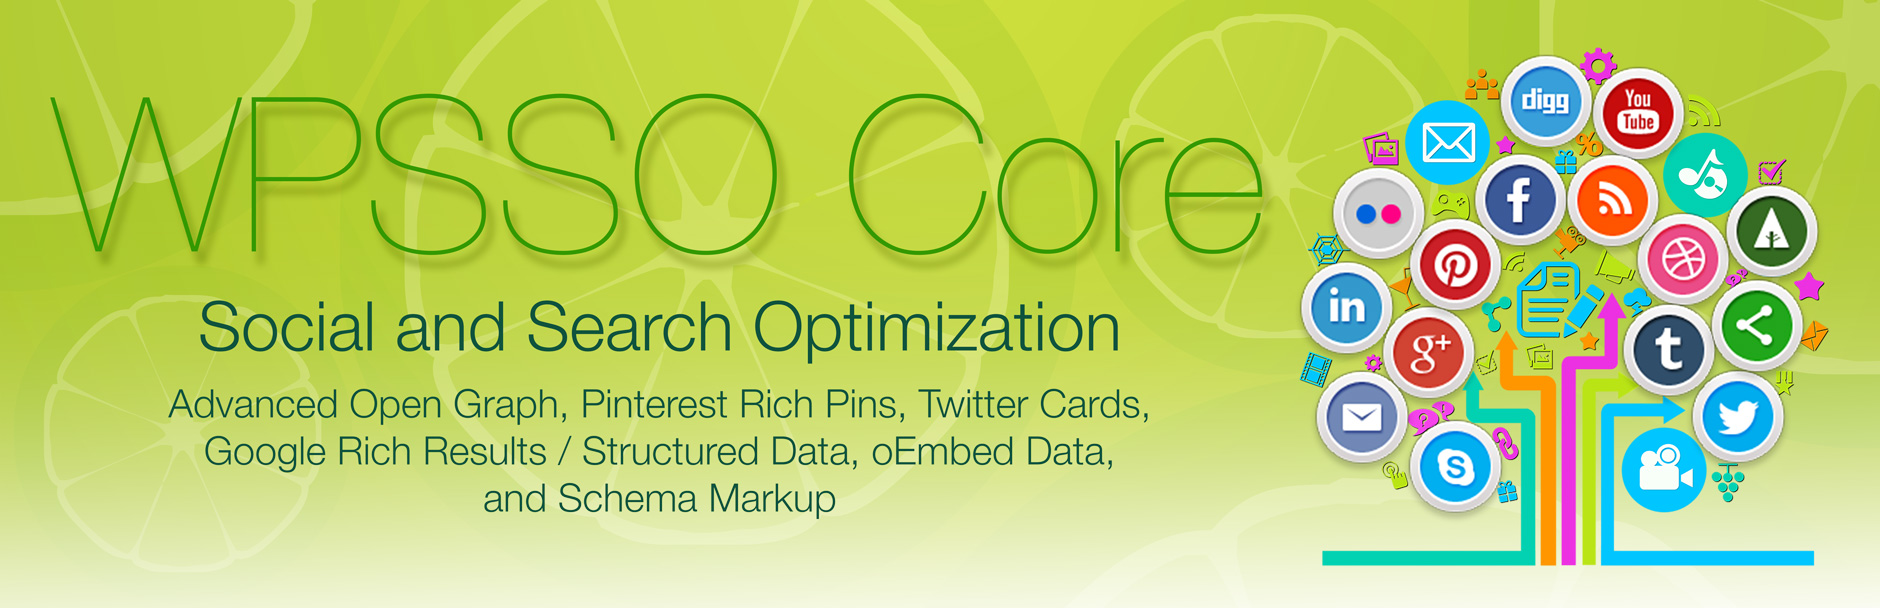 WPSSO Core
Social and Search Optimization
Advanced Open Graph, Pinterest Rich Pins, Twitter Cards,
Google Rich Results / Structured Data, oEmbed Data,
and Schema Markup
digg
You
Tube
f
in
g+
t
S